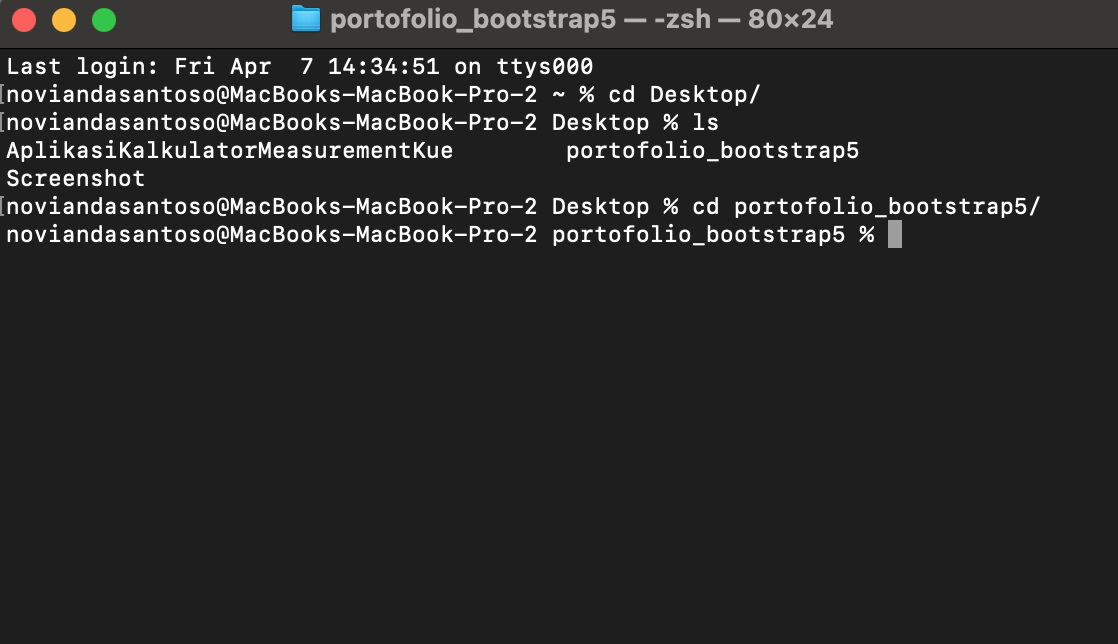 portofolio_bootstrap5 — -zsh — 80×24
Last login: Fri Apr  7 14:34:51 on ttys000
[noviandasantoso@MacBooks-MacBook-Pro-2 ~ % cd Desktop/
[noviandasantoso@MacBooks-MacBook-Pro-2 Desktop % ls
AplikasiKalkulatorMeasurementKue        portofolio_bootstrap5
Screenshot
[noviandasantoso@MacBooks-MacBook-Pro-2 Desktop % cd portofolio_bootstrap5/
noviandasantoso@MacBooks-MacBook-Pro-2 portofolio_bootstrap5 %